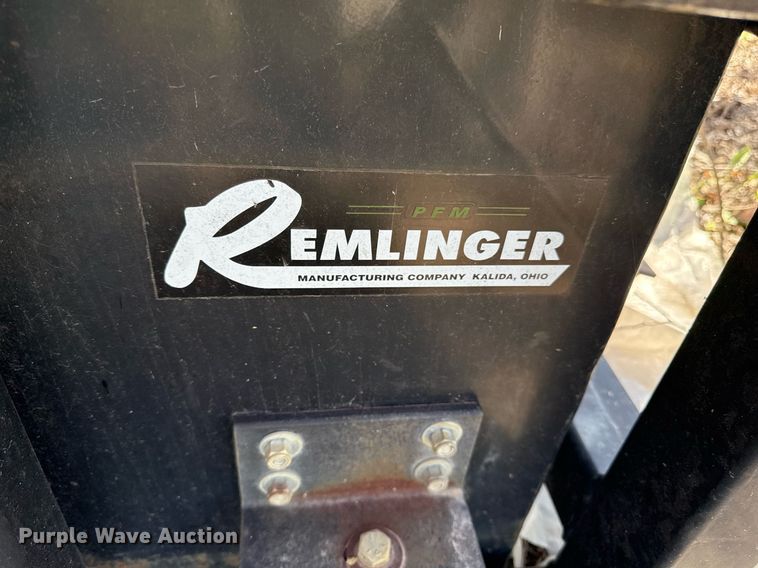 PFM
REMLINGER
MANUFACTURING COMPANY KALIDA, OHIO
Purple Wave Auction®